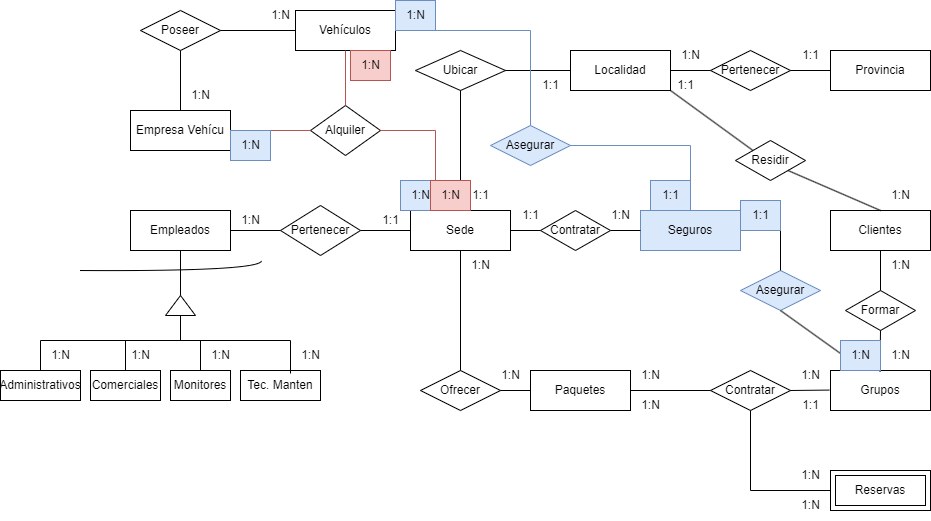 1:N
1:N
Poseer
Vehículos
1:N
Ubicar
1:N
1:1
Localidad
1:N
1:1
Pertenecer
1:1
Provincia
1:N
Empresa Vehícu
1:N
Alquiler
Asegurar
Residir
1:N
1:N
1:1
1:1
1:1
1:N
Empleados
1:N
Pertenecer
1:1
Sede
1:1
Contratar
1:N
Seguros
Clientes
1:N
1:N
Asegurar
Formar
1:N
1:N
1:N
1:N
1:N
1:N
Administrativos
Comerciales
Monitores
Tec. Manten
Ofrecer
1:N
Paquetes
1:N
1:N
Contratar
1:N
1:1
Grupos
1:N
Reservas
1:N